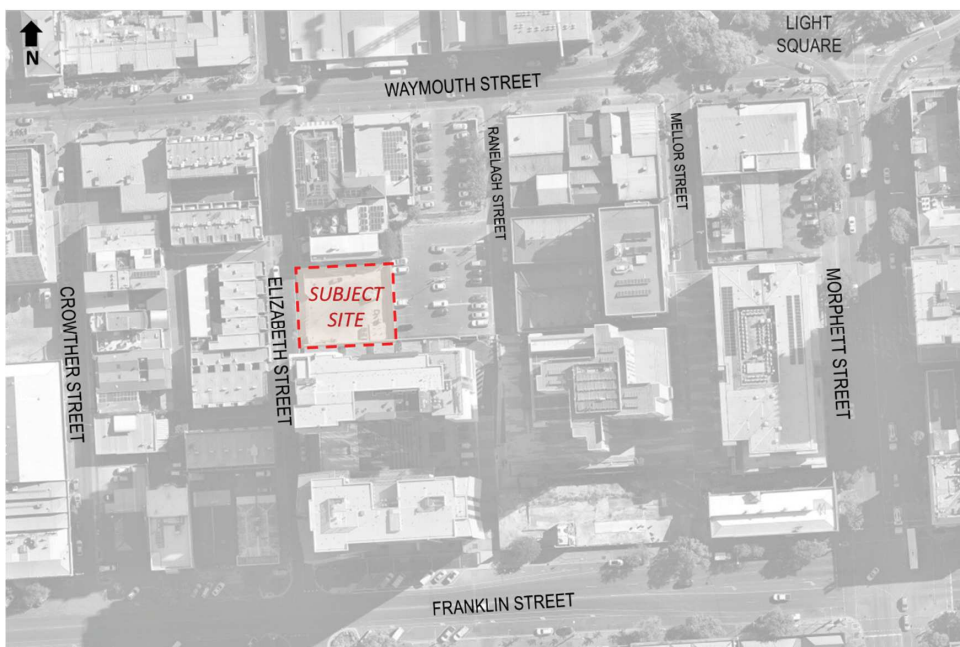 LIGHT
SQUARE
N
WAYMOUTH STREET
RANELAGH STREET
MELLOR STREET
CROWTHER STREET
ELIZABETH STREET
SUBJECT
SITE
MORPHETT STREET
FRANKLIN STREET